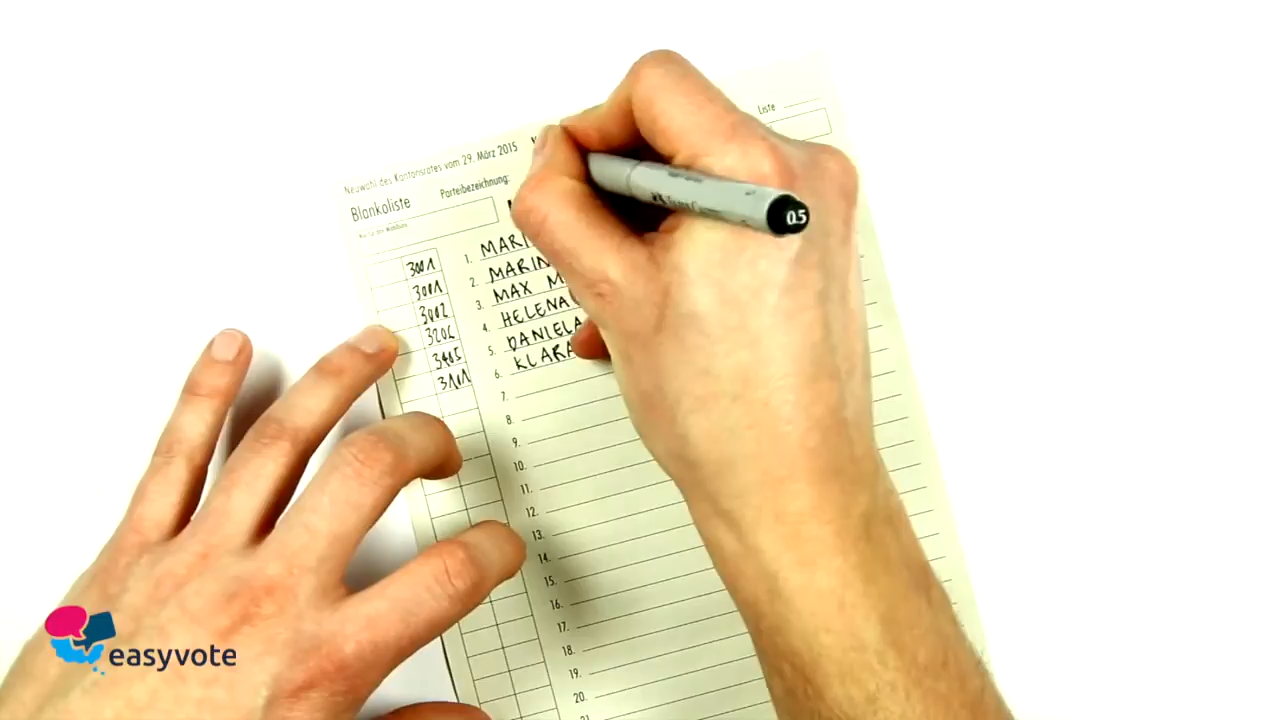 Liste
Neuwahl des Kantonsrates vom 29. März 2015
Parteibezeichnung:
Blankoliste
3001 1.
3001 2.
3002 3. MAX
3206 4. HELENA
3405 5. DANIELA
3101 6. KLARA
7.
8.
9.
10.
11.
12.
13.
14.
15.
16.
17.
18.
19.
20.
0.5
easyvote